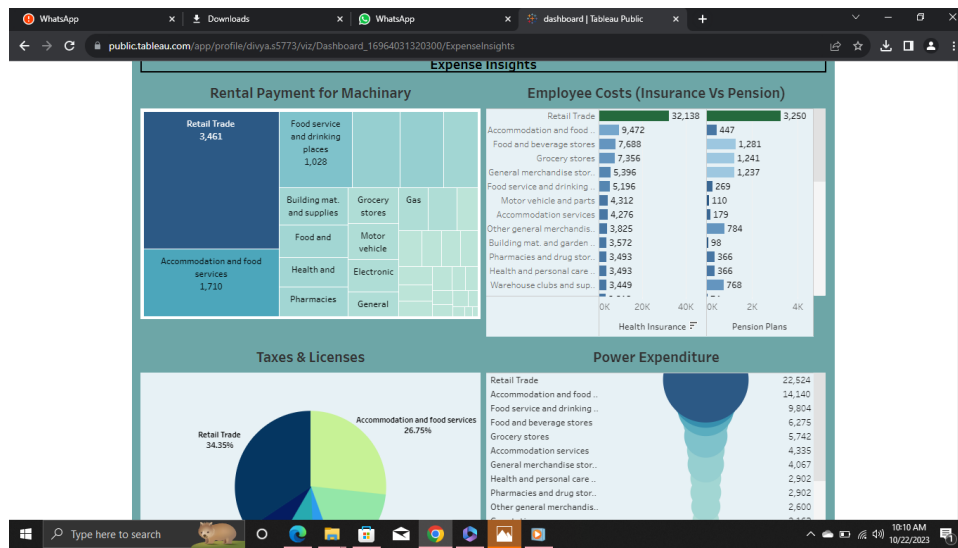 WhatsApp
Downloads
WhatsApp
dashboard | Tableau Public
public.tableau.com/app/profile/divya.s5773/viz/Dashboard_16964031320300/ExpenseInsights
Expense Insights
Rental Payment for Machinary
Retail Trade
3,461
Food service
and drinking
places
1,028
Building mat.
and supplies
Grocery
stores
Gas
Food and
Motor
vehicle
Accommodation and food
services
1,710
Health and
Electronic
Pharmacies
General
Employee Costs (Insurance Vs Pension)
Retail Trade 32,138 3,250
Accommodation and food .. 9,472 447
Food and beverage stores 7,688 1,281
Grocery stores 7,356 1,241
General merchandise stor.. 5,396 1,237
Food service and drinking .. 5,196 269
Motor vehicle and parts 4,312 110
Accommodation services 4,276 179
Other general merchandis.. 3,825 784
Building mat. and garden .. 3,572 98
Pharmacies and drug stor.. 3,493 366
Health and personal care .. 3,493 366
Warehouse clubs and sup.. 3,449 768
0K 20K 40K 0K 2K 4K
Health Insurance Pension Plans
Taxes & Licenses
Accommodation and food services
26.75%
Retail Trade
34.35%
Power Expenditure
Retail Trade 22,524
Accommodation and food .. 14,140
Food service and drinking .. 9,804
Food and beverage stores 6,275
Grocery stores 5,742
Accommodation services 4,335
General merchandise stor.. 4,067
Health and personal care .. 2,902
Pharmacies and drug stor.. 2,902
Other general merchandis.. 2,600
Type here to search
10:10 AM
10/22/2023
1